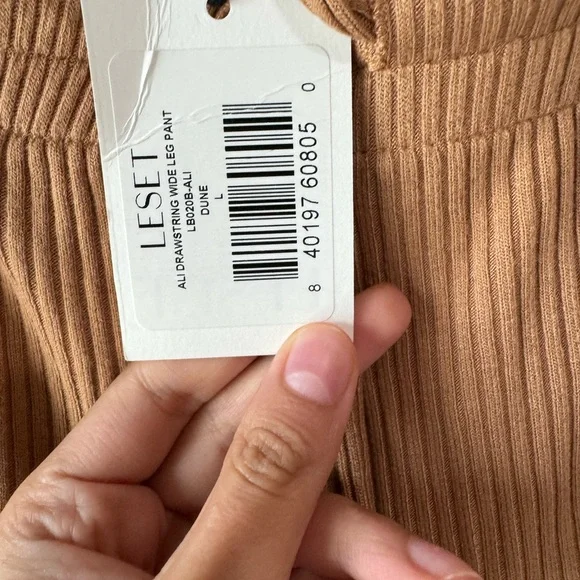 LESET
ALI DRAWSTRING WIDE LEG PANT
LB020B-ALI
DUNE
L
8 40197 60805 0